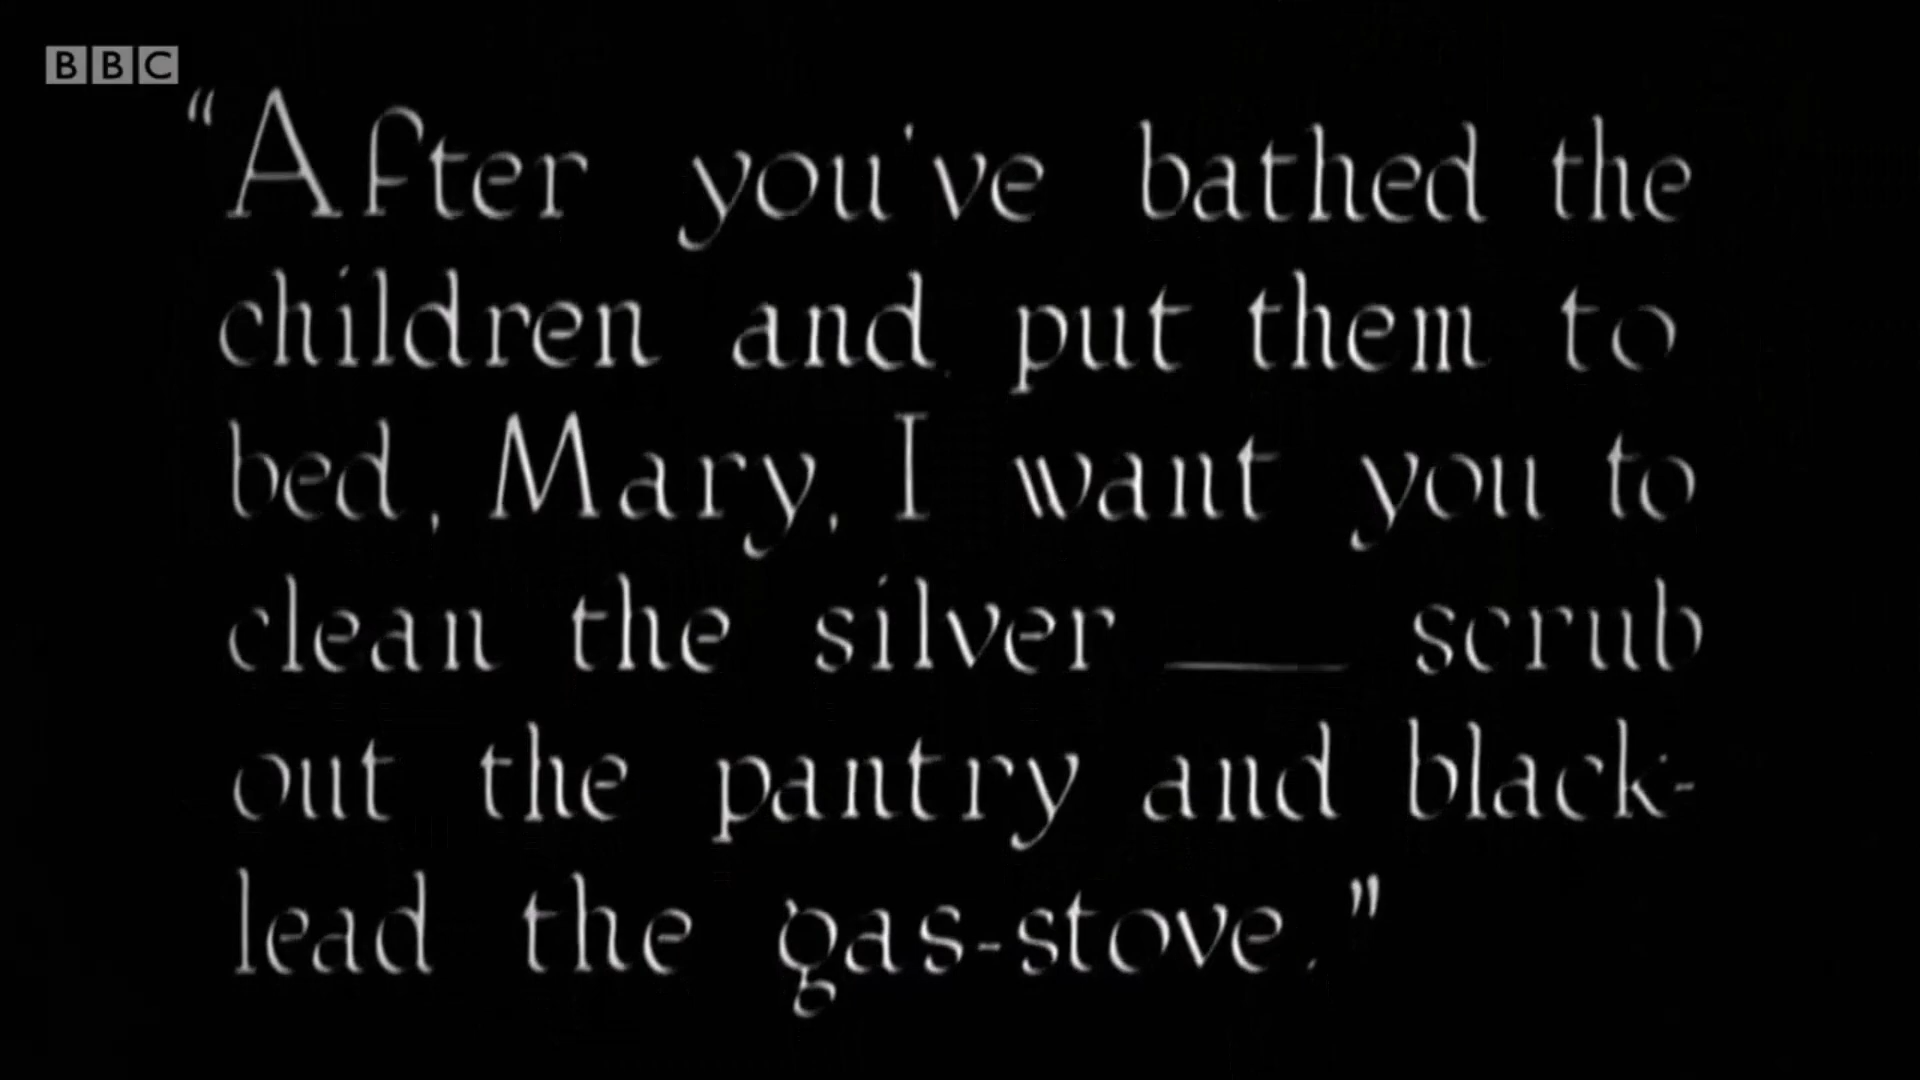 BBC
"After you've bathed the
children and put them to
bed, Mary, I want you to
clean the silver — scrub
out the pantry and black-
lead the gas-stove."